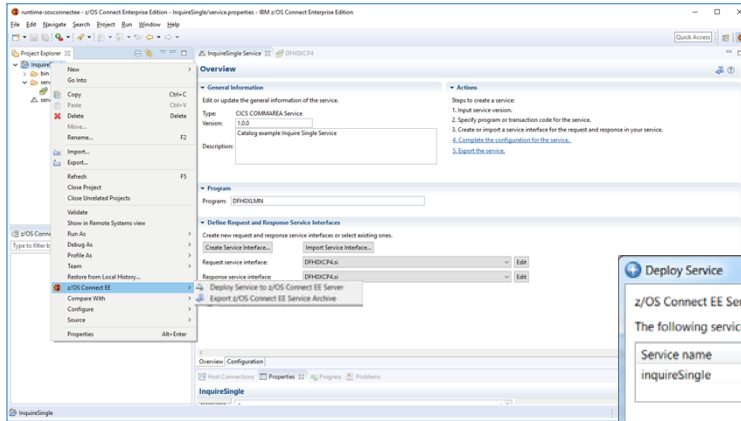 runtime-zosconnectee - z/OS Connect Enterprise Edition - InquireSingle/service.properties - IBM z/OS Connect Enterprise Edition
File Edit Navigate Search Project Run Window Help
Quick Access
Project Explorer
InquireSingle Service
DFH0XCP4
InquireSi
bin
serv
serv
New
Go Into
Copy Ctrl+C
Paste Ctrl+V
Delete Delete
Move...
Rename... F2
Import...
Export...
Refresh F5
Close Project
Close Unrelated Projects
Validate
Show in Remote Systems view
Run As
Debug As
Profile As
Team
Restore from Local History...
z/OS Connect EE
Compare With
Configure
Source
Properties Alt+Enter
Deploy Service to z/OS Connect EE Server
Export z/OS Connect EE Service Archive
z/OS Conne
Type to filter b
Overview
General Information
Edit or update the general information of the service.
Type: CICS COMMAREA Service
Version: 1.0.0
Description: Catalog example Inquire Single Service
Actions
Steps to create a service:
1. Input service version.
2. Specify program or transaction code for the service.
3. Create or import a service interface for the request and response in your service.
4. Complete the configuration for the service.
5. Export the service.
Program
Program: DFH0XLMN
Define Request and Response Service Interfaces
Create new request and response service interfaces or select existing ones.
Create Service Interface... Import Service Interface...
Request service interface: DFH0XCP4.si Edit
Response service interface: DFH0XCP4.si Edit
Overview Configuration
Host Connections Properties Progress Problems
InquireSingle
InquireSingle
Deploy Service
z/OS Connect EE Ser
The following servic
Service name
inquireSingle